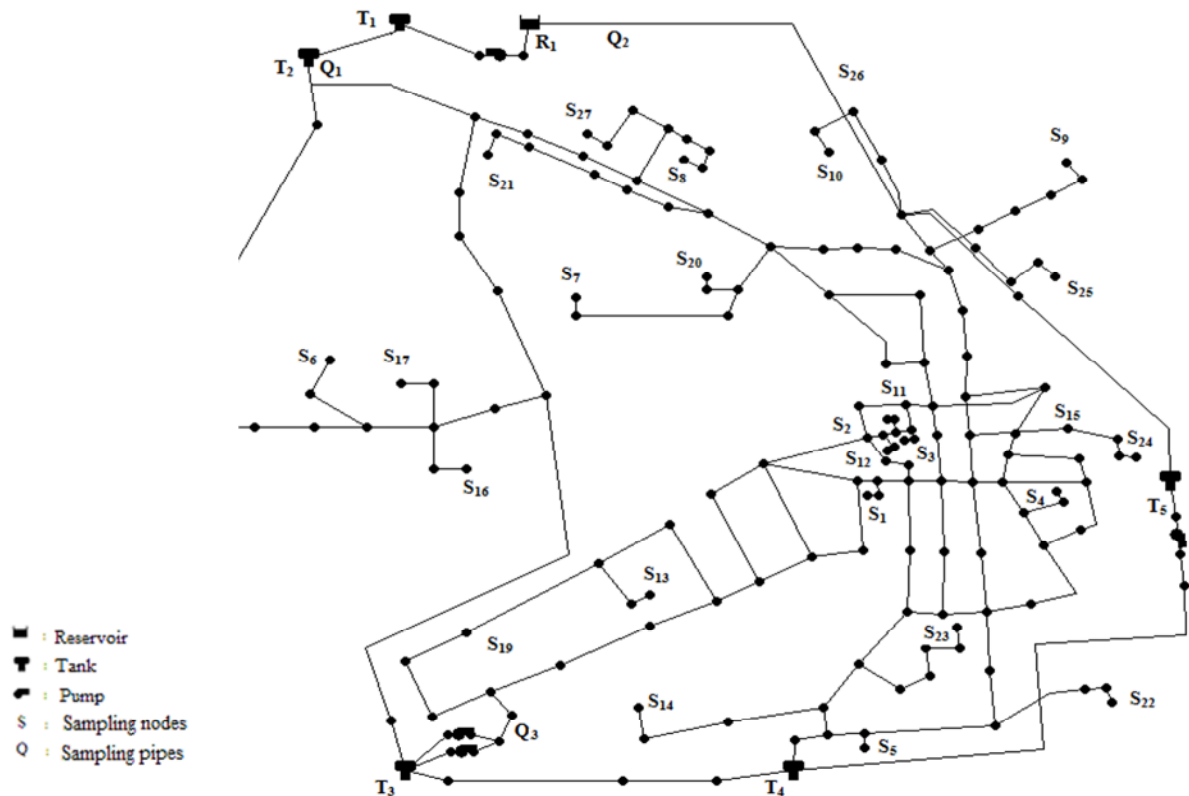 T1
R1
Q2
T2
Q1
S26
S27
S9
S21
S8
S10
S7
S20
S25
S6
S17
S11
S2
S15
S3
S24
S12
S16
S1
S4
T5
S13
S19
S23
S14
S22
Q3
S5
T3
T4
: Reservoir
: Tank
: Pump
S : Sampling nodes
Q : Sampling pipes